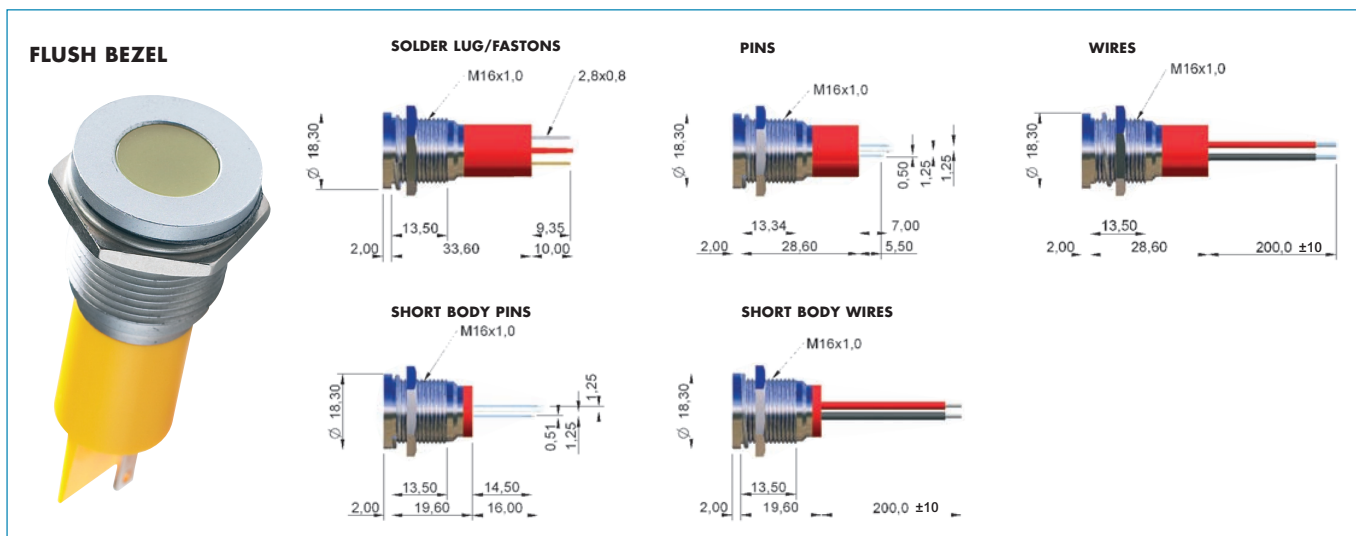 FLUSH BEZEL
SOLDER LUG/FASTONS
M16x1,0
2,8x0,8
Ø 18,30
13,50
9,35
2,00
33,60
10,00
PINS
M16x1,0
Ø 18,30
0,50
1,25
1,25
13,34
7,00
2,00
28,60
5,50
WIRES
M16x1,0
Ø 18,30
13,50
2,00
28,60
200,0 ±10
SHORT BODY PINS
M16x1,0
Ø 18,30
0,51
1,25
1,25
13,50
14,50
2,00
19,60
16,00
SHORT BODY WIRES
M16x1,0
Ø 18,30
13,50
2,00
19,60
200,0 ±10